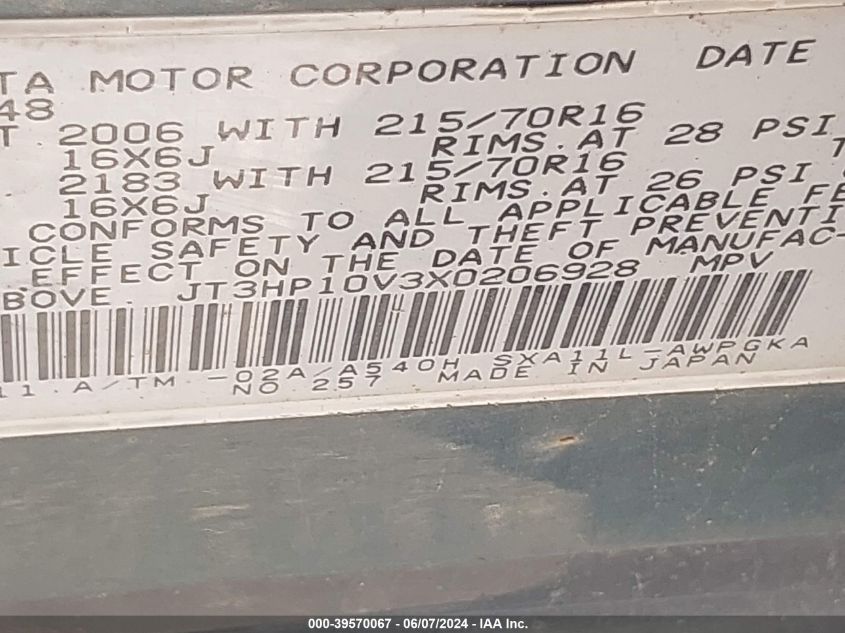 TA MOTOR CORPORATION DATE
48
T. 2006 WITH 215/70R16
16X6J RIMS. AT 28 PSI
2183 WITH 215/70R16
16X6J RIMS. AT 26 PSI
CONFORMS TO ALL APPLICABLE FE
ICLE SAFETY AND THEFT PREVENTI
EFFECT ON THE DATE OF MANUFAC-
BOVE. JT3HP10V3X0206928 MPV
11.A/TM -02A/A540H SXA11L-AWPGKA
NO 257 MADE IN JAPAN
000-39570067 - 06/07/2024 - IAA Inc.